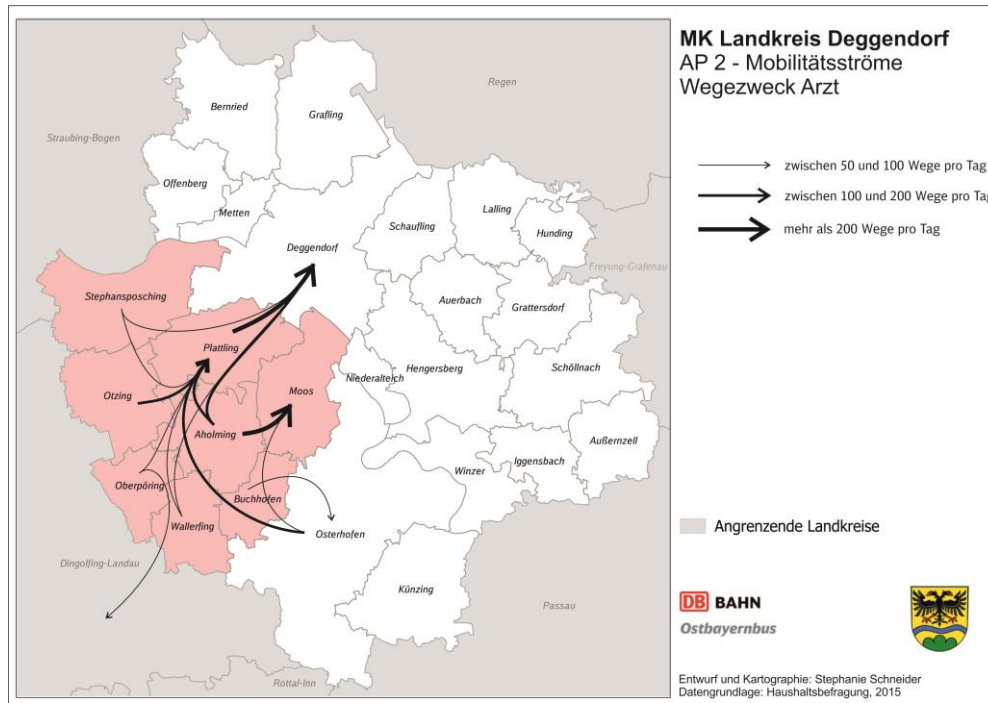 MK Landkreis Deggendorf
AP 2 - Mobilitätsströme
Wegezweck Arzt
zwischen 50 und 100 Wege pro Tag
zwischen 100 und 200 Wege pro Tag
mehr als 200 Wege pro Tag
Regen
Bernried
Grafling
Straubing-Bogen
Offenberg
Metten
Schaufling
Lalling
Hunding
Deggendorf
Freyung-Grafenau
Stephansposching
Auerbach
Grattersdorf
Plattling
Niederalteich
Hengersberg
Schöllnach
Otzing
Moos
Aholming
Außernzell
Oberpöring
Buchhofen
Winzer
Iggensbach
Wallerfing
Osterhofen
Dingolfing-Landau
Künzing
Passau
Rottal-Inn
Angrenzende Landkreise
DB BAHN
Ostbayernbus
Entwurf und Kartographie: Stephanie Schneider
Datengrundlage: Haushaltsbefragung, 2015